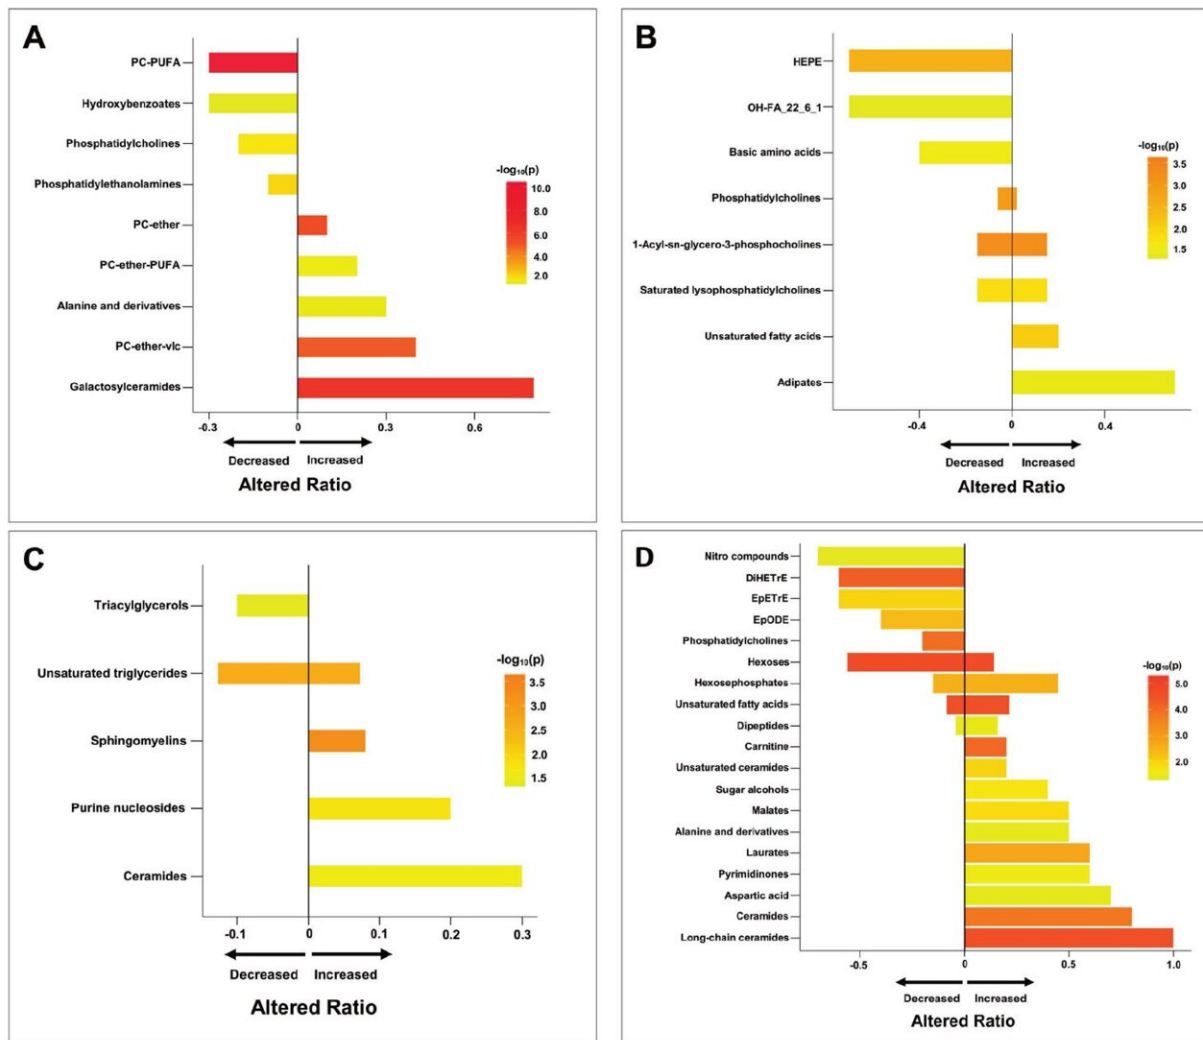 A
PC-PUFA
Hydroxybenzoates
Phosphatidylcholines
Phosphatidylethanolamines
PC-ether
PC-ether-PUFA
Alanine and derivatives
PC-ether-vlc
Galactosylceramides
-log₁₀(p)
10.0
8.0
6.0
4.0
2.0
-0.3 0 0.3 0.6
Decreased Increased
Altered Ratio
B
HEPE
OH-FA_22_6_1
Basic amino acids
Phosphatidylcholines
1-Acyl-sn-glycero-3-phosphocholines
Saturated lysophosphatidylcholines
Unsaturated fatty acids
Adipates
-log₁₀(p)
3.5
3.0
2.5
2.0
1.5
-0.4 0 0.4
Decreased Increased
Altered Ratio
C
Triacylglycerols
Unsaturated triglycerides
Sphingomyelins
Purine nucleosides
Ceramides
-log₁₀(p)
3.5
3.0
2.5
2.0
1.5
-0.1 0 0.1 0.2 0.3
Decreased Increased
Altered Ratio
D
Nitro compounds
DiHETrE
EpETrE
EpODE
Phosphatidylcholines
Hexoses
Hexosephosphates
Unsaturated fatty acids
Dipeptides
Carnitine
Unsaturated ceramides
Sugar alcohols
Malates
Alanine and derivatives
Laurates
Pyrimidinones
Aspartic acid
Ceramides
Long-chain ceramides
-log₁₀(p)
5.0
4.0
3.0
2.0
-0.5 0 0.5 1.0
Decreased Increased
Altered Ratio